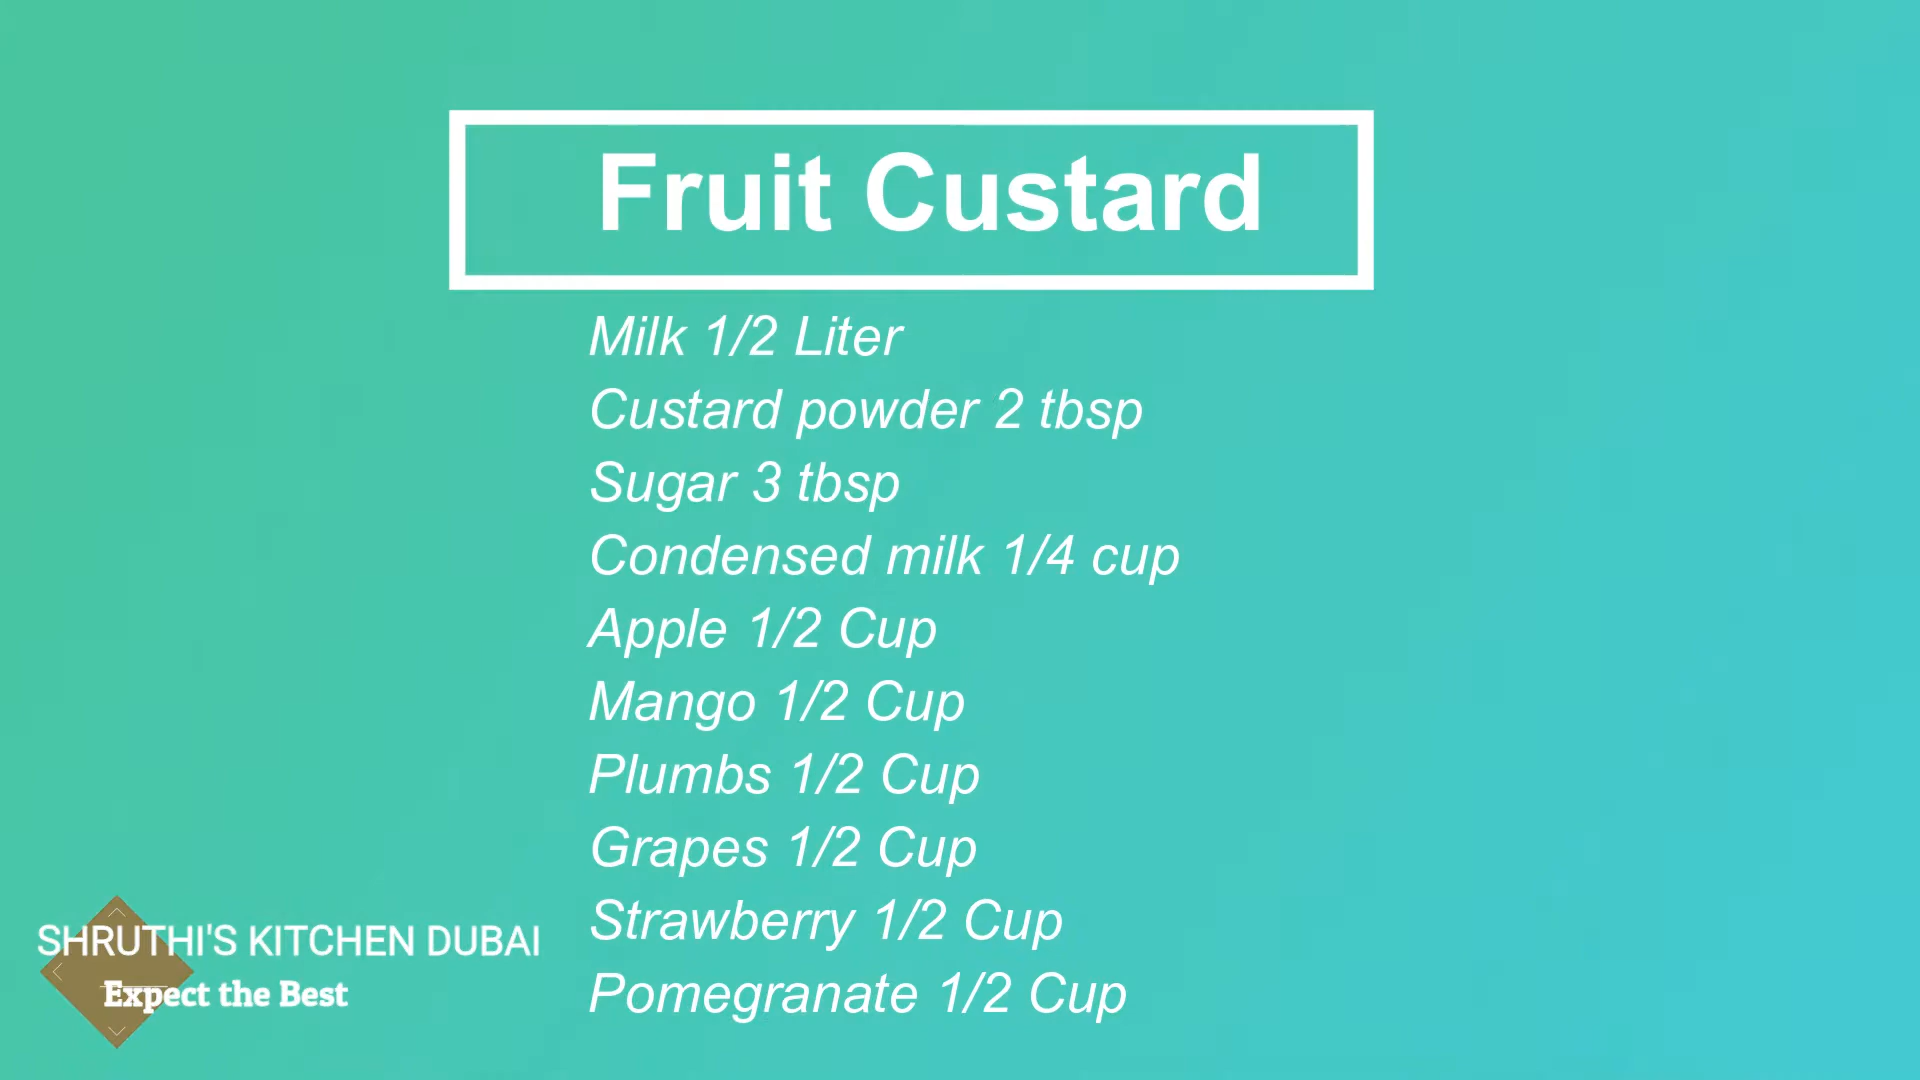 Fruit Custard
Milk 1/2 Liter
Custard powder 2 tbsp
Sugar 3 tbsp
Condensed milk 1/4 cup
Apple 1/2 Cup
Mango 1/2 Cup
Plumbs 1/2 Cup
Grapes 1/2 Cup
Strawberry 1/2 Cup
Pomegranate 1/2 Cup
SHRUTHI'S KITCHEN DUBAI
Expect the Best